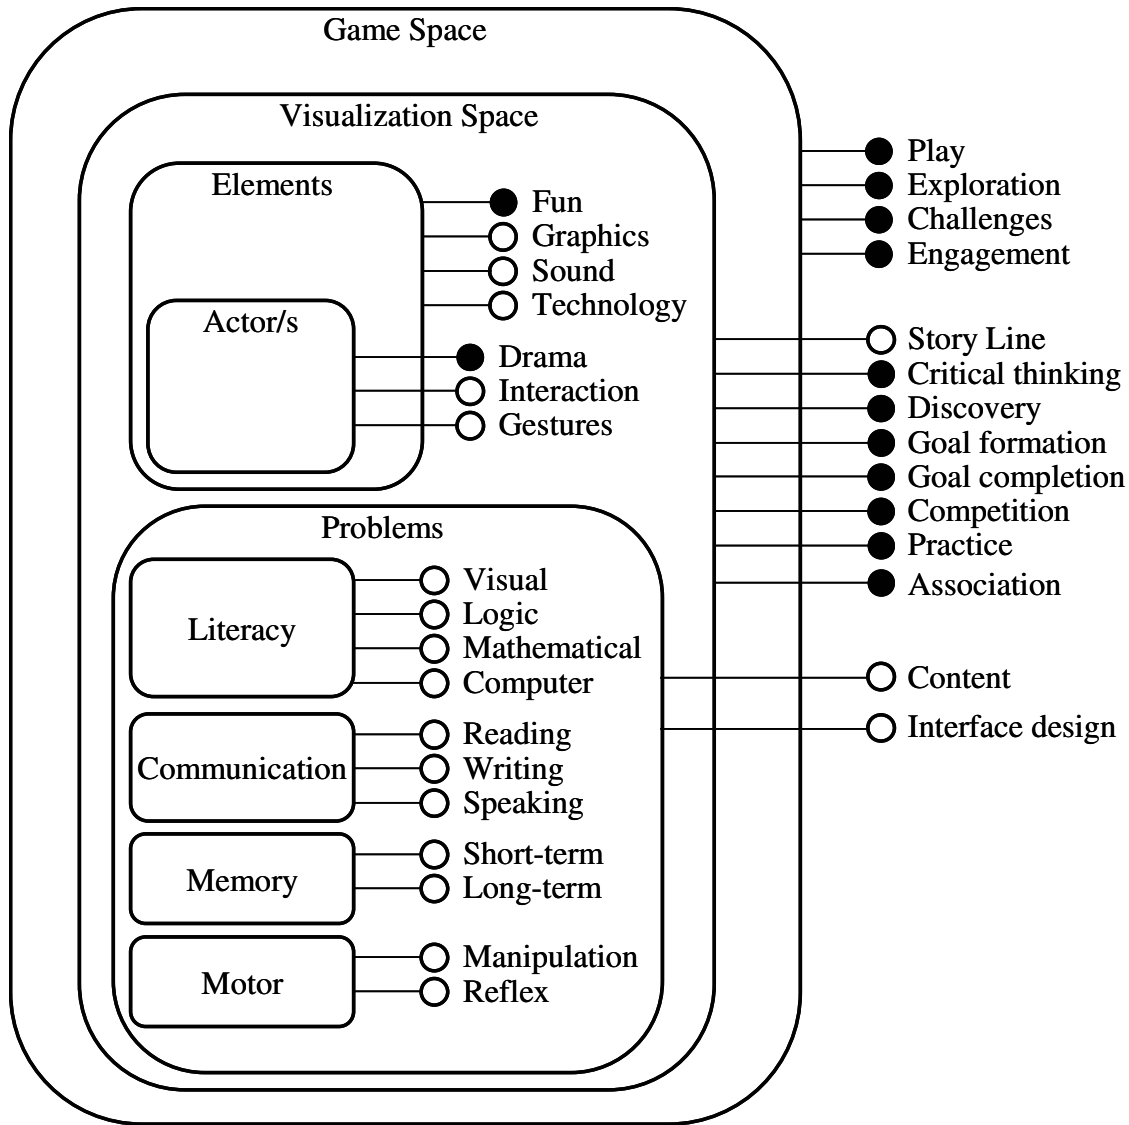 Game Space
Visualization Space
Elements
Fun
Graphics
Sound
Technology
Actor/s
Drama
Interaction
Gestures
Problems
Literacy
Visual
Logic
Mathematical
Computer
Communication
Reading
Writing
Speaking
Memory
Short-term
Long-term
Motor
Manipulation
Reflex
Play
Exploration
Challenges
Engagement
Story Line
Critical thinking
Discovery
Goal formation
Goal completion
Competition
Practice
Association
Content
Interface design